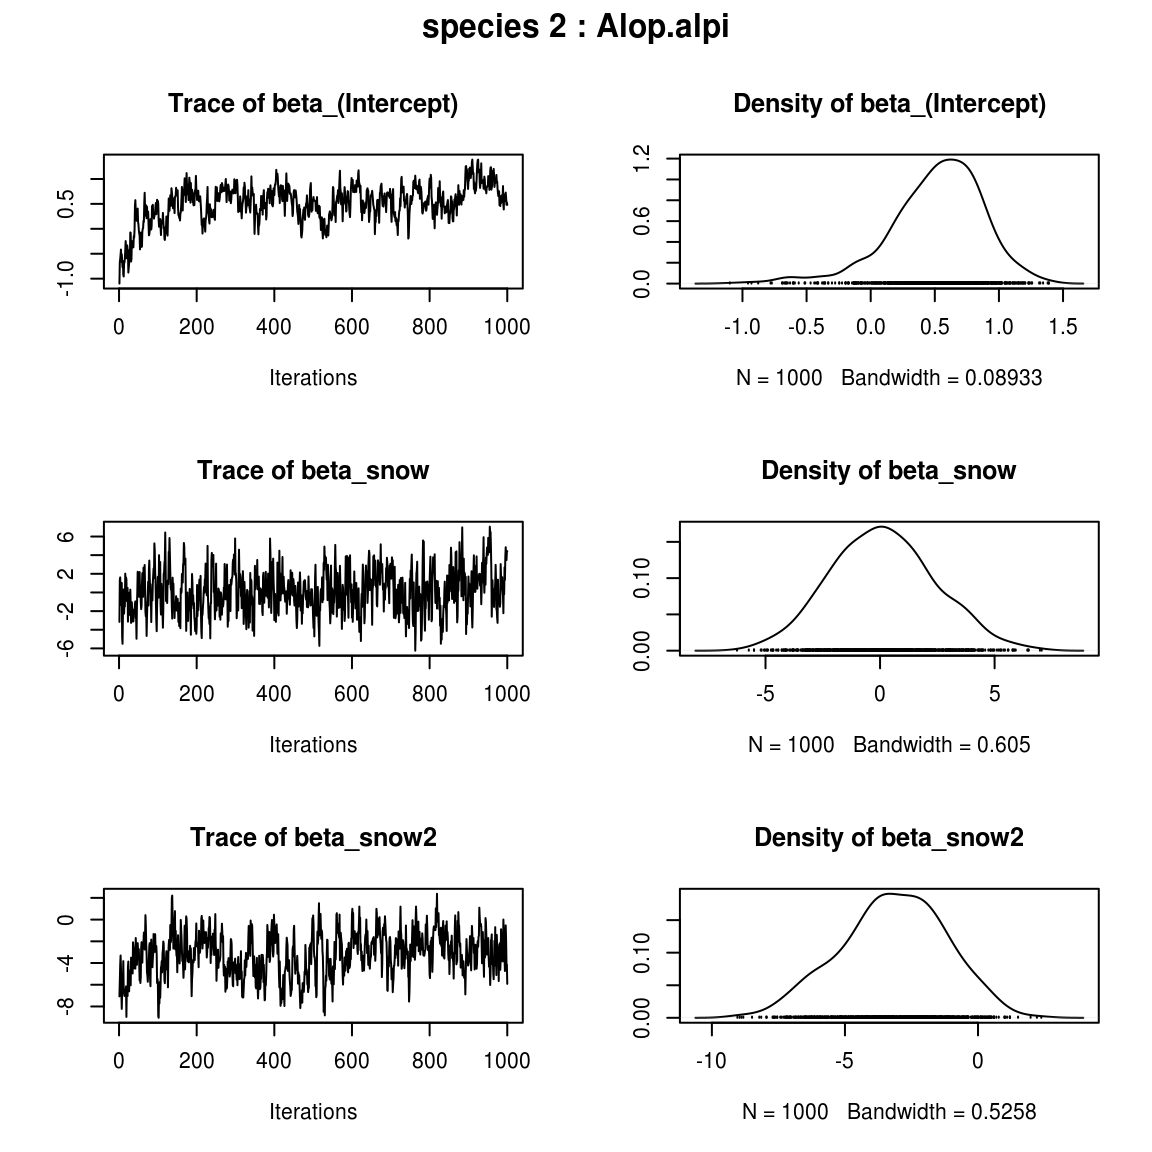 species 2 : Alop.alpi
Trace of beta_(Intercept)
0.5
-1.0
0 200 400 600 800 1000
Iterations
Density of beta_(Intercept)
1.2
0.6
0.0
-1.0 -0.5 0.0 0.5 1.0 1.5
N = 1000 Bandwidth = 0.08933
Trace of beta_snow
6
2
-2
-6
0 200 400 600 800 1000
Iterations
Density of beta_snow
0.10
0.00
-5 0 5
N = 1000 Bandwidth = 0.605
Trace of beta_snow2
0
-4
-8
0 200 400 600 800 1000
Iterations
Density of beta_snow2
0.10
0.00
-10 -5 0
N = 1000 Bandwidth = 0.5258